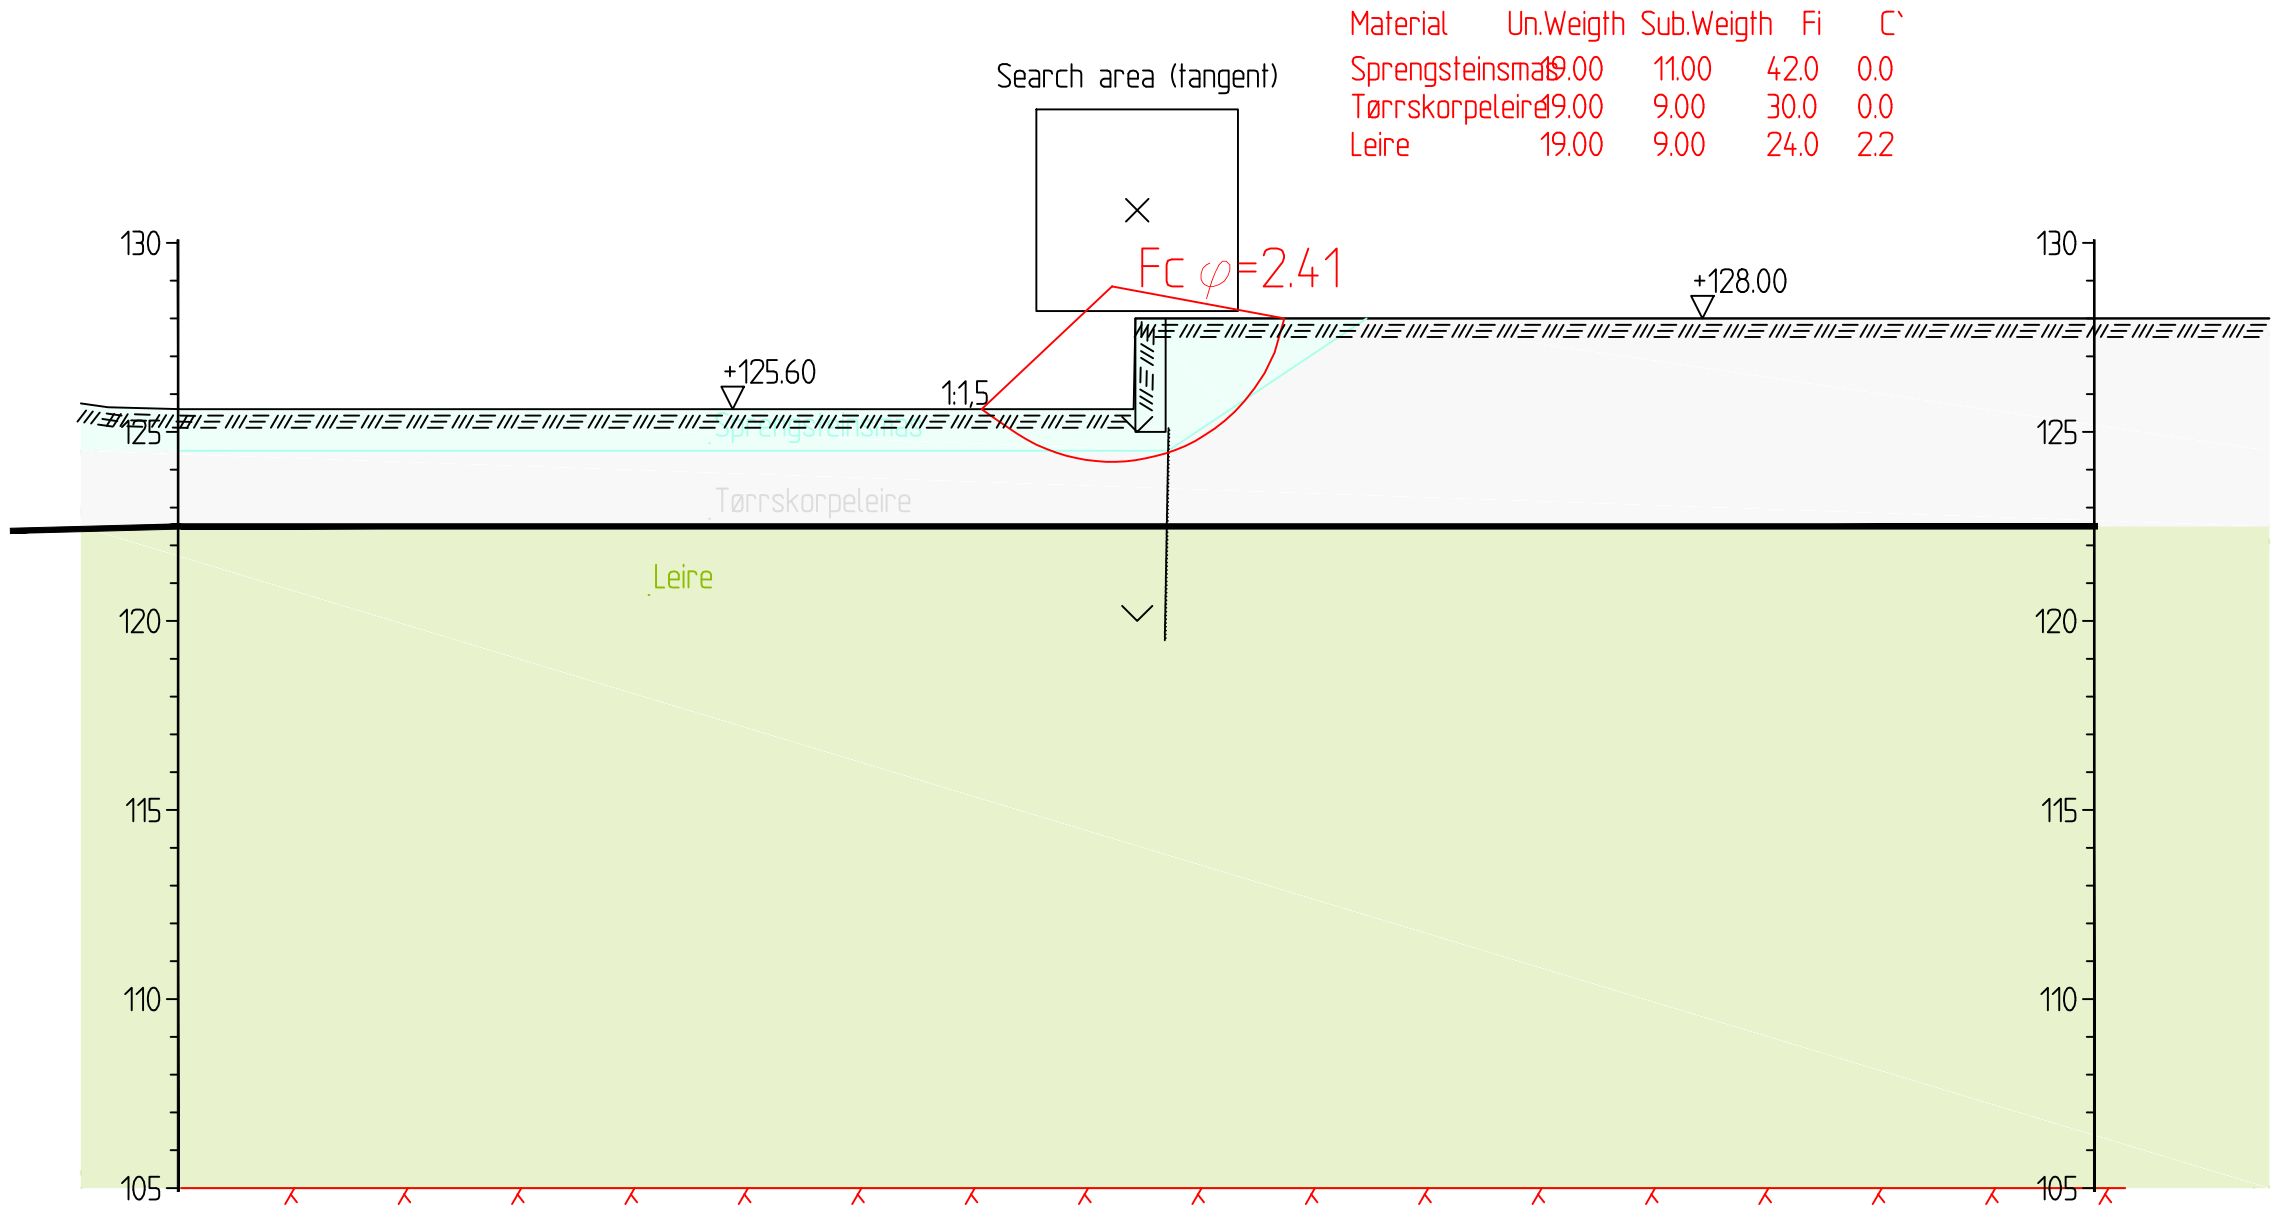 Material Un.Weigth Sub.Weigth Fi C`
Sprengsteinsmas 19.00 11.00 42.0 0.0
Tørrskorpeleire 19.00 9.00 30.0 0.0
Leire 19.00 9.00 24.0 2.2
Search area (tangent)
130
130
Fc φ=2.41
+128.00
+125.60
1:1,5
125
Sprengsteinsmas
125
Tørrskorpeleire
Leire
120
120
115
115
110
110
105
105